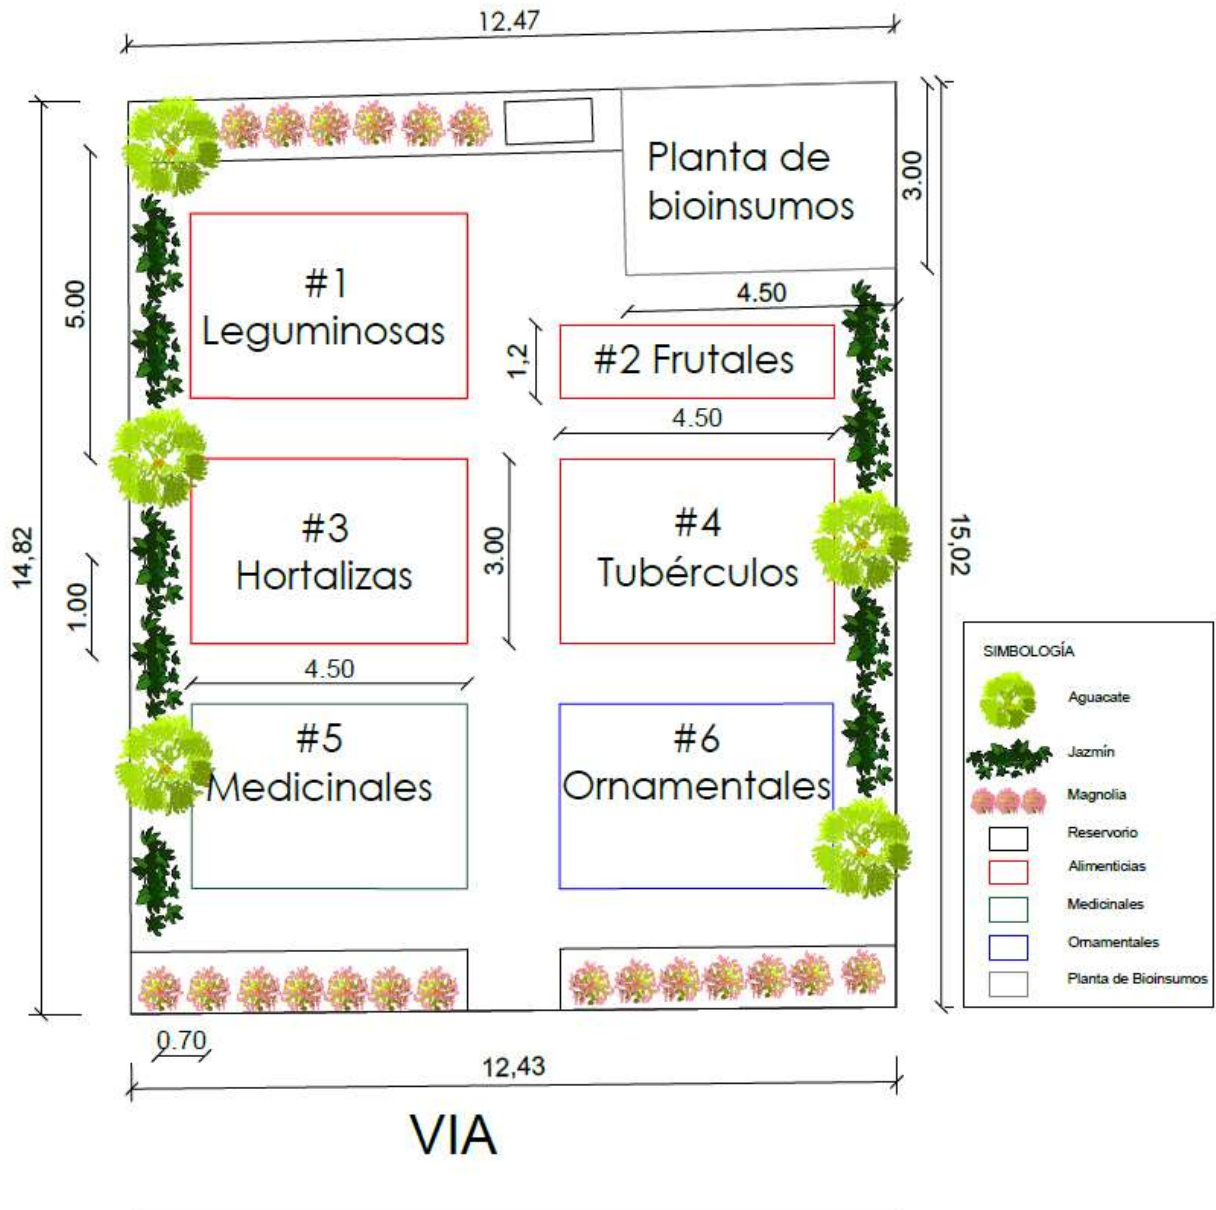 12.47
Planta de
bioinsumos
3.00
#1
Leguminosas
5.00
4.50
1,2
#2 Frutales
4.50
14,82
#3
Hortalizas
3.00
#4
Tubérculos
15,02
1.00
4.50
#5
Medicinales
#6
Ornamentales
SIMBOLOGÍA
Aguacate
Jazmín
Magnolia
Reservorio
Alimenticias
Medicinales
Ornamentales
Planta de Bioinsumos
0.70
12,43
VIA